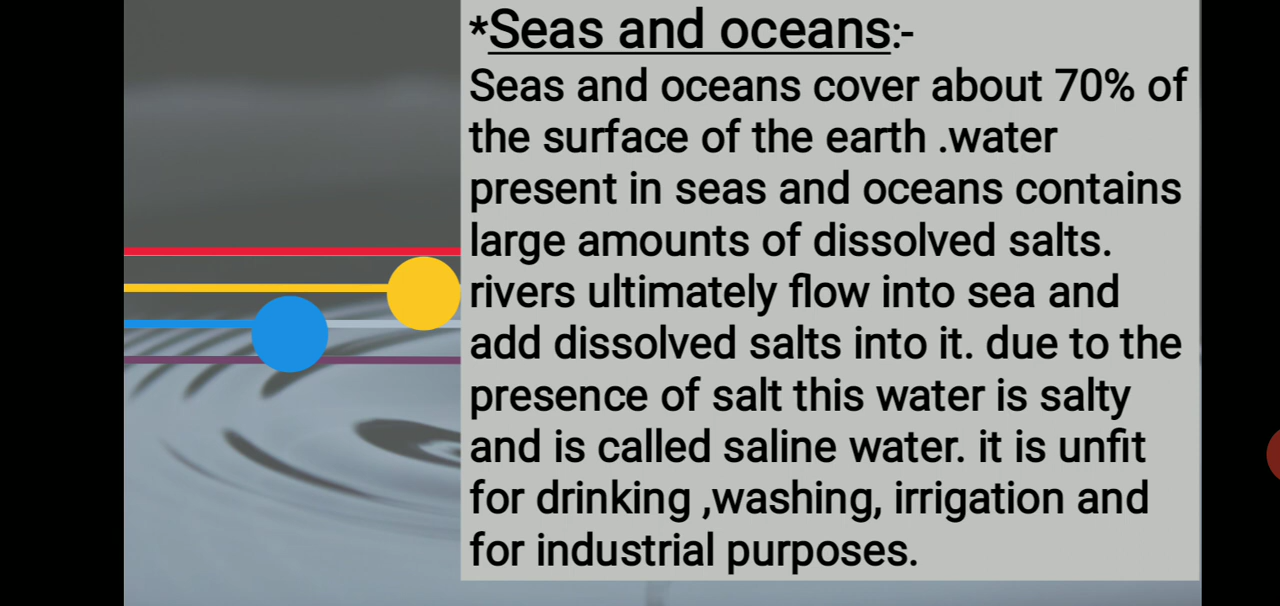 *Seas and oceans:-
Seas and oceans cover about 70% of
the surface of the earth .water
present in seas and oceans contains
large amounts of dissolved salts.
rivers ultimately flow into sea and
add dissolved salts into it. due to the
presence of salt this water is salty
and is called saline water. it is unfit
for drinking ,washing, irrigation and
for industrial purposes.